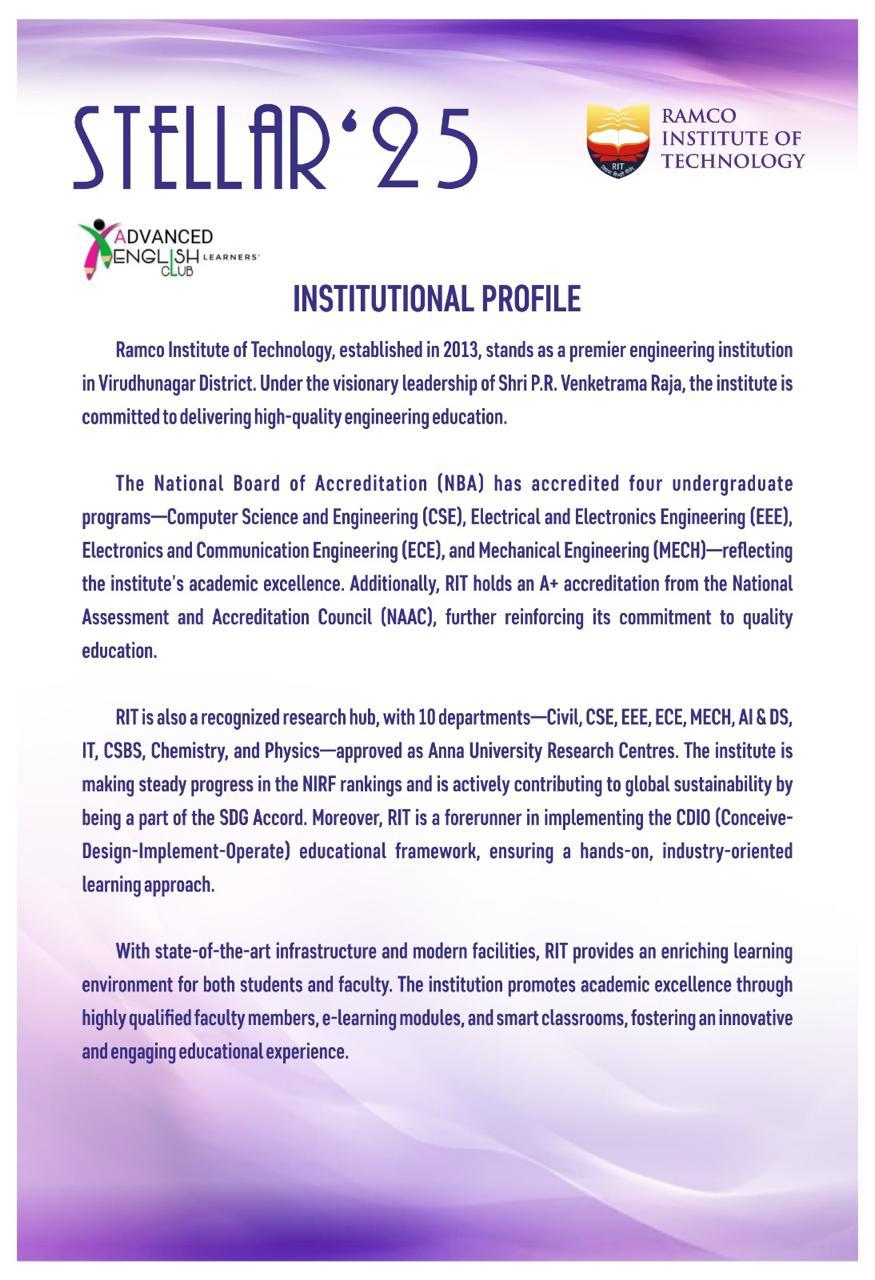 STELLAR‘25
RAMCO
INSTITUTE OF
TECHNOLOGY
RIT
ADVANCED
ENGLISH LEARNERS'
CLUB
INSTITUTIONAL PROFILE
Ramco Institute of Technology, established in 2013, stands as a premier engineering institution
in Virudhunagar District. Under the visionary leadership of Shri P.R. Venketrama Raja, the institute is
committed to delivering high-quality engineering education.
The National Board of Accreditation (NBA) has accredited four undergraduate
programs—Computer Science and Engineering (CSE), Electrical and Electronics Engineering (EEE),
Electronics and Communication Engineering (ECE), and Mechanical Engineering (MECH)—reflecting
the institute's academic excellence. Additionally, RIT holds an A+ accreditation from the National
Assessment and Accreditation Council (NAAC), further reinforcing its commitment to quality
education.
RIT is also a recognized research hub, with 10 departments—Civil, CSE, EEE, ECE, MECH, AI & DS,
IT, CSBS, Chemistry, and Physics—approved as Anna University Research Centres. The institute is
making steady progress in the NIRF rankings and is actively contributing to global sustainability by
being a part of the SDG Accord. Moreover, RIT is a forerunner in implementing the CDIO (Conceive-
Design-Implement-Operate) educational framework, ensuring a hands-on, industry-oriented
learning approach.
With state-of-the-art infrastructure and modern facilities, RIT provides an enriching learning
environment for both students and faculty. The institution promotes academic excellence through
highly qualified faculty members, e-learning modules, and smart classrooms, fostering an innovative
and engaging educational experience.